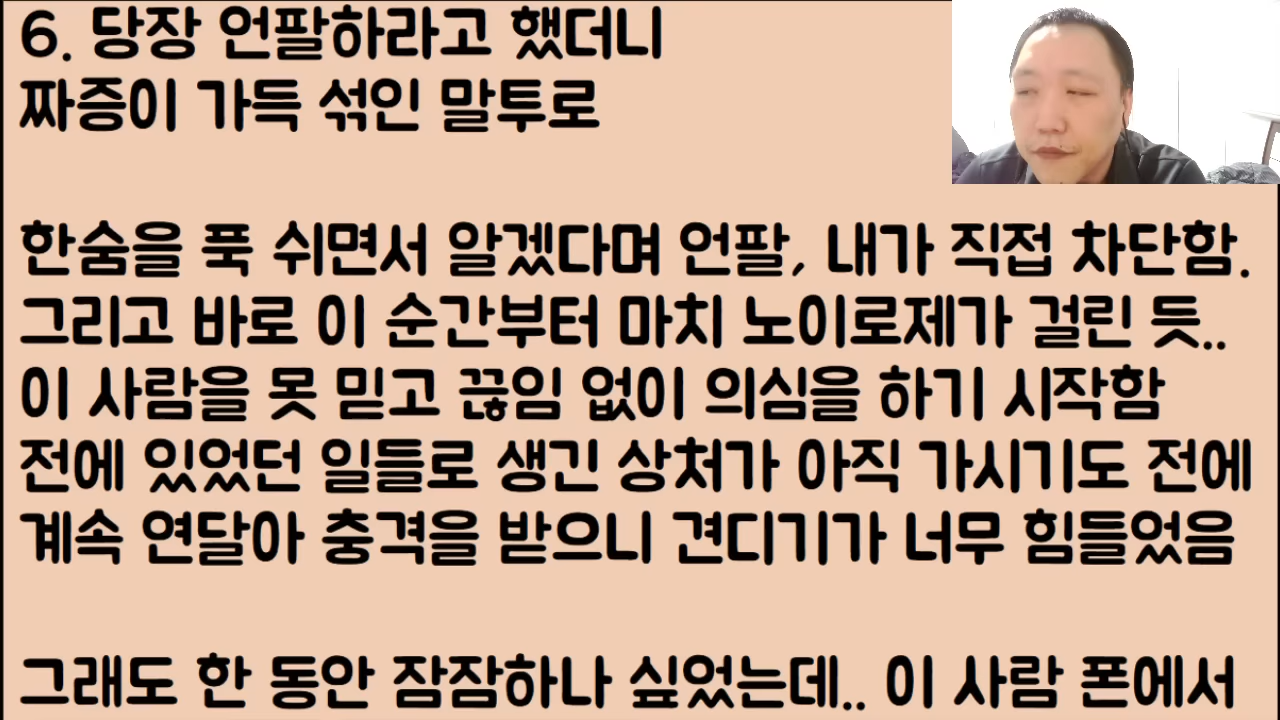 6. 당장 언팔하라고 했더니
짜증이 가득 섞인 말투로
한숨을 푹 쉬면서 알겠다며 언팔, 내가 직접 차단함.
그리고 바로 이 순간부터 마치 노이로제가 걸린 듯..
이 사람을 못 믿고 끊임 없이 의심을 하기 시작함
전에 있었던 일들로 생긴 상처가 아직 가시기도 전에
계속 연달아 충격을 받으니 견디기가 너무 힘들었음
그래도 한 동안 잠잠하나 싶었는데.. 이 사람 폰에서